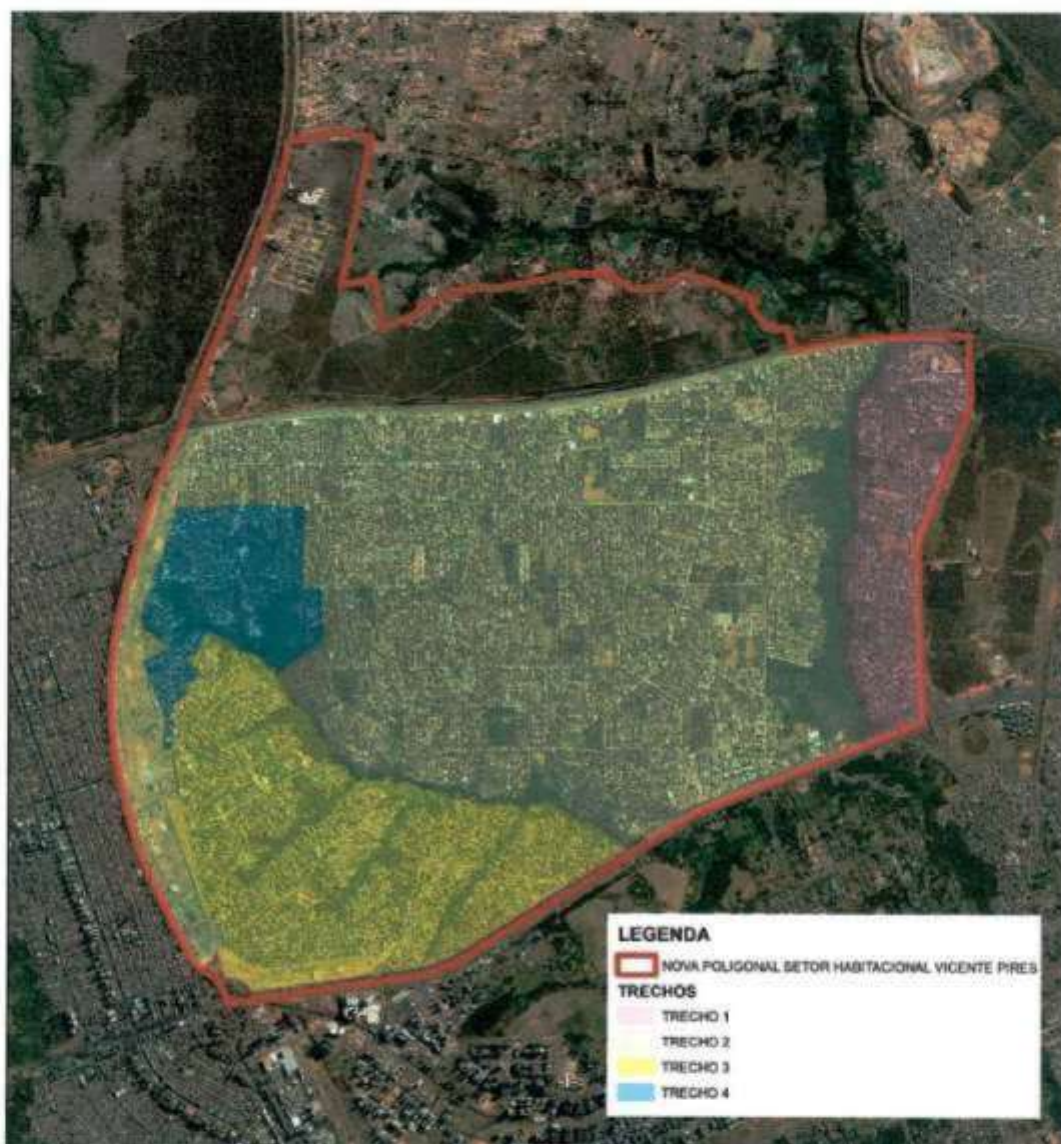 LEGENDA
NOVA POLIGONAL SETOR HABITACIONAL VICENTE PIRES
TRECHOS
TRECHO 1
TRECHO 2
TRECHO 3
TRECHO 4